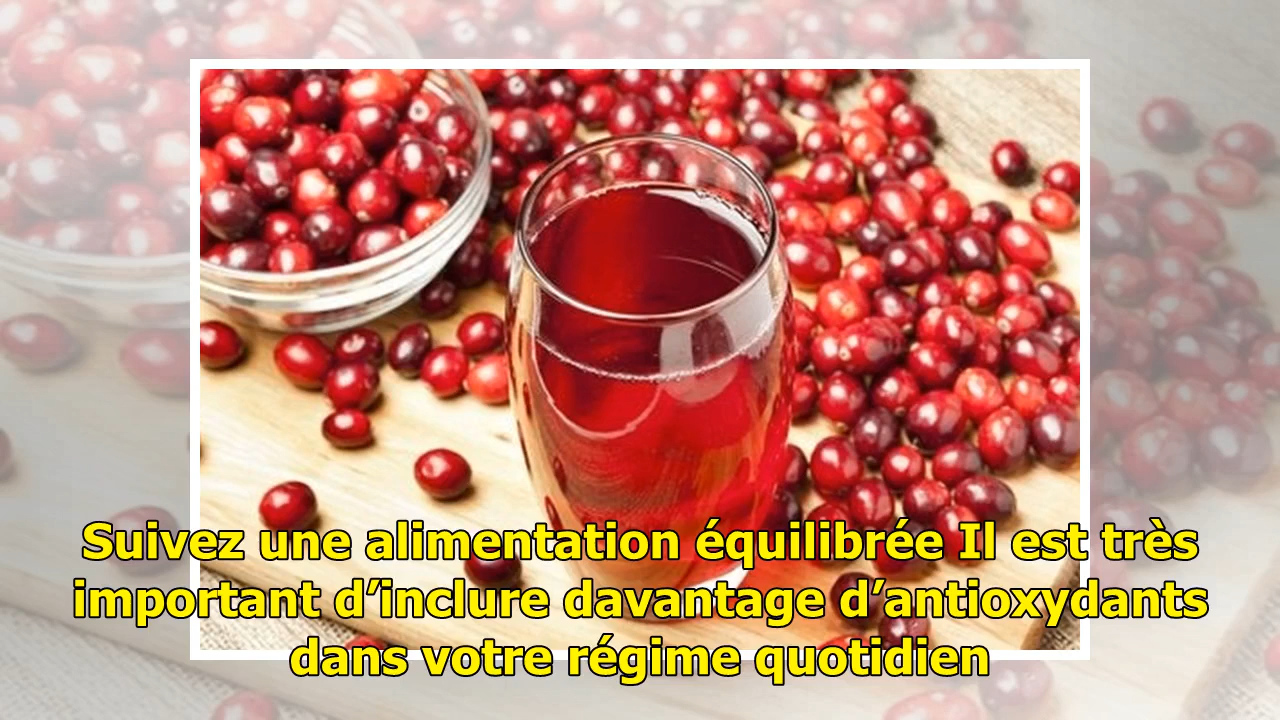 Suivez une alimentation équilibrée Il est très
important d’inclure davantage d’antioxydants
dans votre régime quotidien